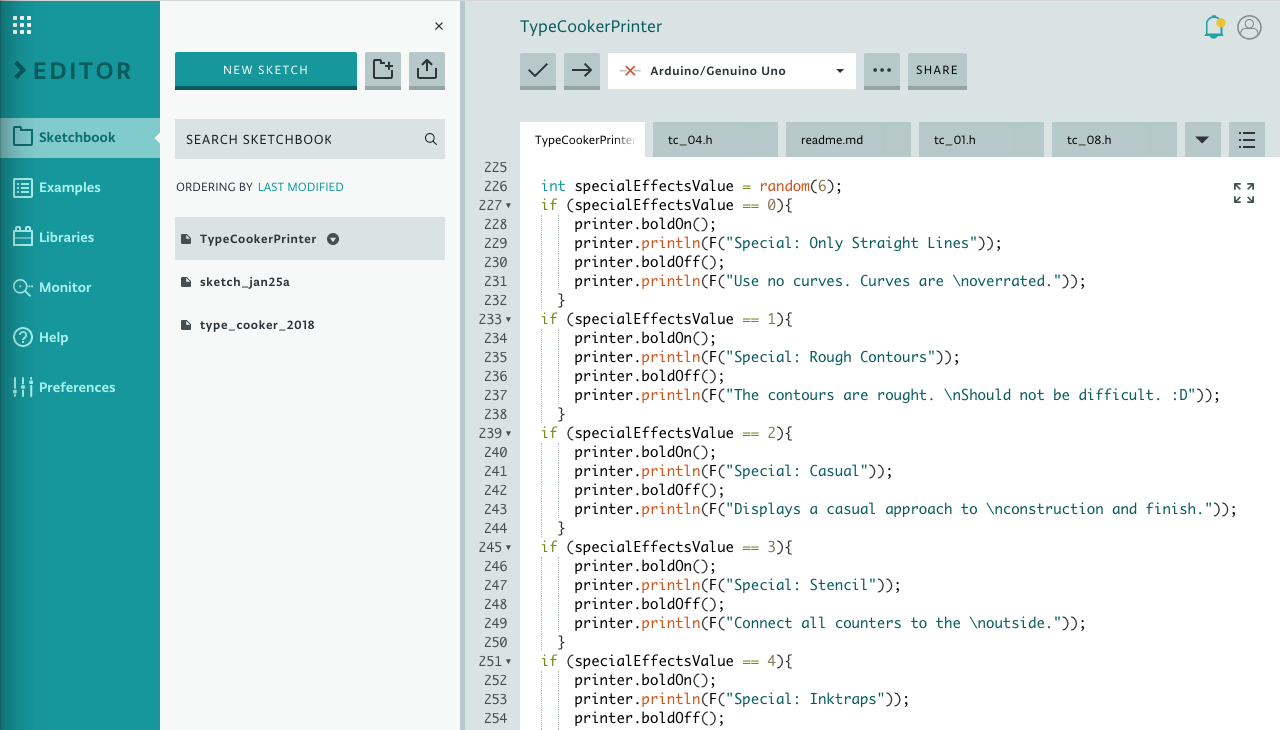 EDITOR
Sketchbook
Examples
Libraries
Monitor
Help
Preferences
NEW SKETCH
SEARCH SKETCHBOOK
ORDERING BY LAST MODIFIED
TypeCookerPrinter
sketch_jan25a
type_cooker_2018
TypeCookerPrinter
Arduino/Genuino Uno
SHARE
TypeCookerPrinter tc_04.h readme.md tc_01.h tc_08.h
225
226 int specialEffectsValue = random(6);
227 if (specialEffectsValue == 0){
228 printer.boldOn();
229 printer.println(F("Special: Only Straight Lines"));
230 printer.boldOff();
231 printer.println(F("Use no curves. Curves are \noverrated."));
232 }
233 if (specialEffectsValue == 1){
234 printer.boldOn();
235 printer.println(F("Special: Rough Contours"));
236 printer.boldOff();
237 printer.println(F("The contours are rought. \nShould not be difficult. :D"));
238 }
239 if (specialEffectsValue == 2){
240 printer.boldOn();
241 printer.println(F("Special: Casual"));
242 printer.boldOff();
243 printer.println(F("Displays a casual approach to \nconstruction and finish."));
244 }
245 if (specialEffectsValue == 3){
246 printer.boldOn();
247 printer.println(F("Special: Stencil"));
248 printer.boldOff();
249 printer.println(F("Connect all counters to the \noutside."));
250 }
251 if (specialEffectsValue == 4){
252 printer.boldOn();
253 printer.println(F("Special: Inktraps"));
254 printer.boldOff();